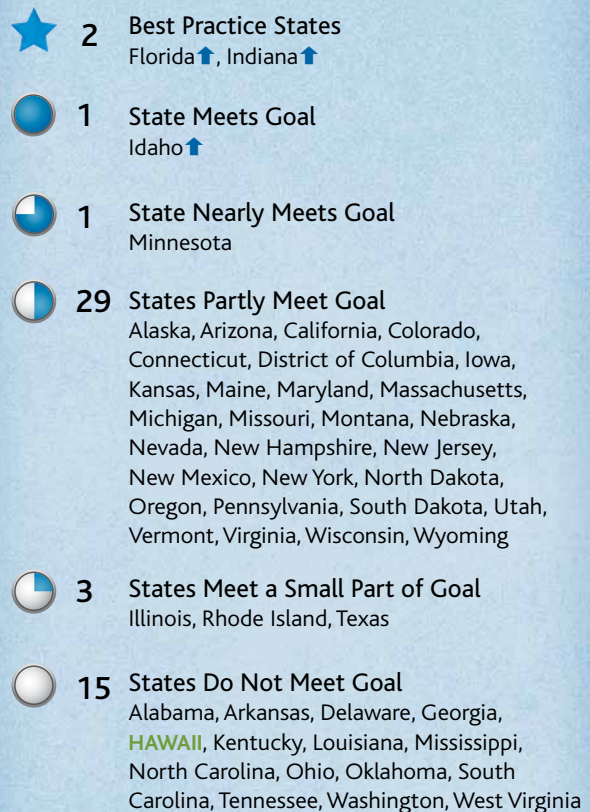 2 Best Practice States
Florida⬆, Indiana⬆
1 State Meets Goal
Idaho⬆
1 State Nearly Meets Goal
Minnesota
29 States Partly Meet Goal
Alaska, Arizona, California, Colorado,
Connecticut, District of Columbia, Iowa,
Kansas, Maine, Maryland, Massachusetts,
Michigan, Missouri, Montana, Nebraska,
Nevada, New Hampshire, New Jersey,
New Mexico, New York, North Dakota,
Oregon, Pennsylvania, South Dakota, Utah,
Vermont, Virginia, Wisconsin, Wyoming
3 States Meet a Small Part of Goal
Illinois, Rhode Island, Texas
15 States Do Not Meet Goal
Alabama, Arkansas, Delaware, Georgia,
HAWAII, Kentucky, Louisiana, Mississippi,
North Carolina, Ohio, Oklahoma, South
Carolina, Tennessee, Washington, West Virginia